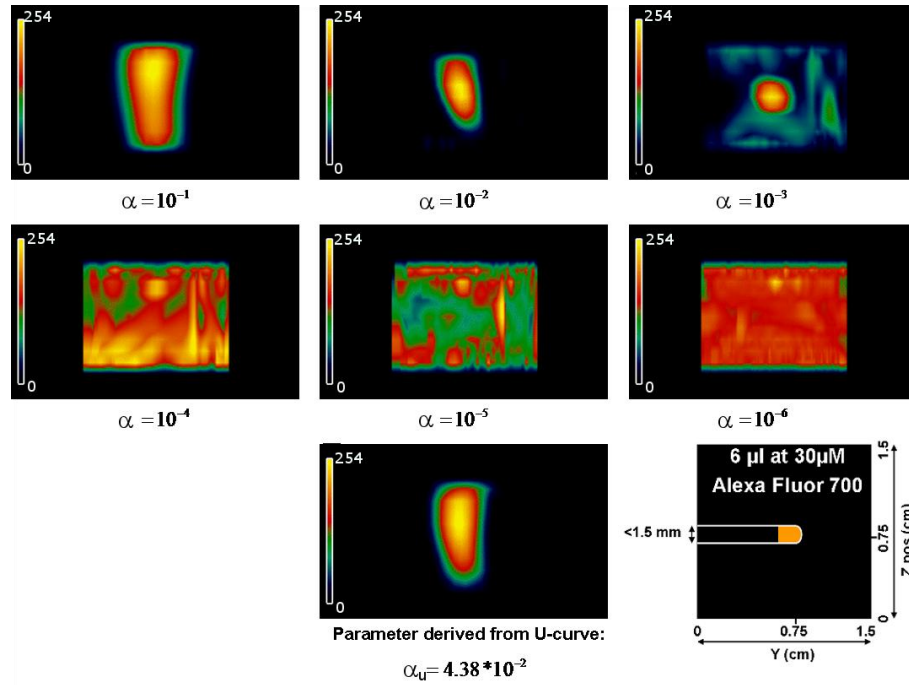 254
0
α = 10⁻¹
254
0
α = 10⁻²
254
0
α = 10⁻³
254
0
α = 10⁻⁴
254
0
α = 10⁻⁵
254
0
α = 10⁻⁶
254
0
Parameter derived from U-curve:
αᵤ= 4.38 *10⁻²
6 µl at 30µM
Alexa Fluor 700
<1.5 mm
1.5
0.75
0
Z pos (cm)
0 0.75 1.5
Y (cm)